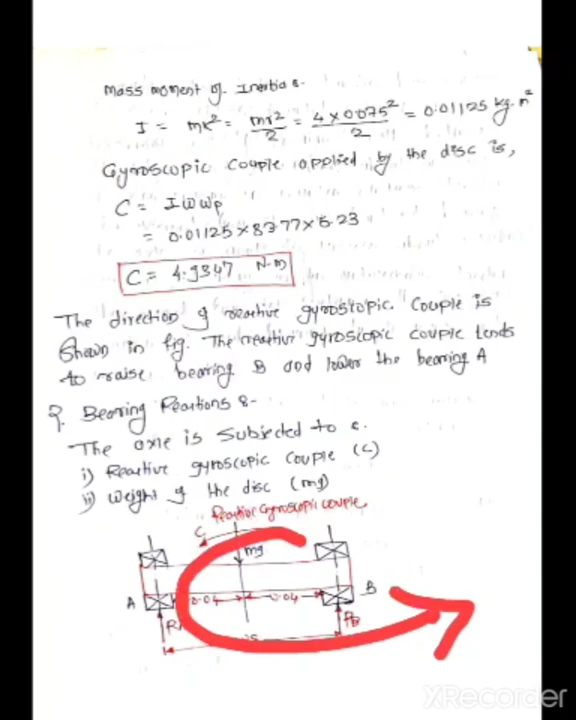 Mass moment of Inertia :-
I = mk² = mr²/2 = 4 × 0.075²/2 = 0.01125 kg.m²
Gyroscopic couple applied by the disc is,
C = I ω ωp
= 0.01125 × 83.77 × 5.23
C = 4.9347 N-m
The direction of reactive gyroscopic couple is
shown in fig. The reactive gyroscopic couple tends
to raise bearing B and lower the bearing A
2. Bearing Reactions :-
The axle is subjected to :
i) Reactive gyroscopic couple (C)
ii) Weight of the disc (mg)
Reactive Gyroscopic couple
C
mg
A
0.04
0.04
B
RB
XRecorder